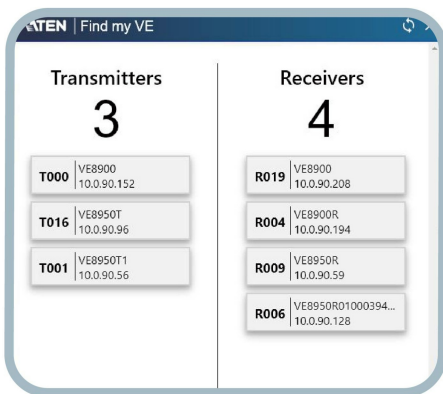 ATEN | Find my VE
Transmitters
3
T000
VE8900
10.0.90.152
T016
VE8950T
10.0.90.96
T001
VE8950T1
10.0.90.56
Receivers
4
R019
VE8900
10.0.90.208
R004
VE8900R
10.0.90.194
R009
VE8950R
10.0.90.59
R006
VE8950R01000394...
10.0.90.128